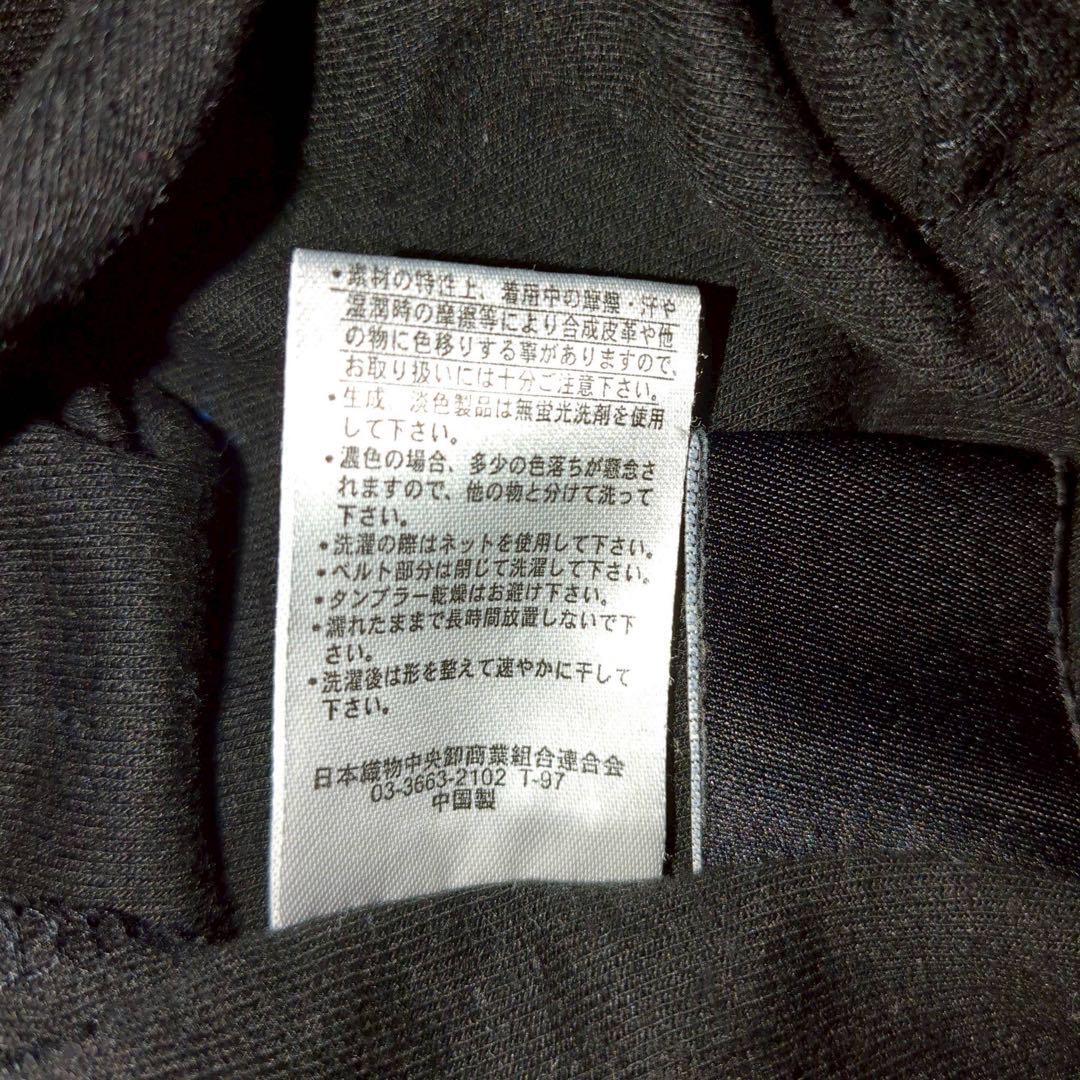 ・素材の特性上、着用中の摩擦・汗や
湿潤時の摩擦等により合成皮革や他
の物に色移りする事がありますので、
お取り扱いには十分ご注意下さい。
・生成、淡色製品は無蛍光洗剤を使用
して下さい。
・濃色の場合、多少の色落ちが懸念さ
れますので、他の物と分けて洗って
下さい。
・洗濯の際はネットを使用して下さい。
・ベルト部分は閉じて洗濯して下さい。
・タンブラー乾燥はお避け下さい。
・濡れたままで長時間放置しないで下
さい。
・洗濯後は形を整えて速やかに干して
下さい。
日本織物中央卸商業組合連合会
03-3663-2102 T-97
中国製